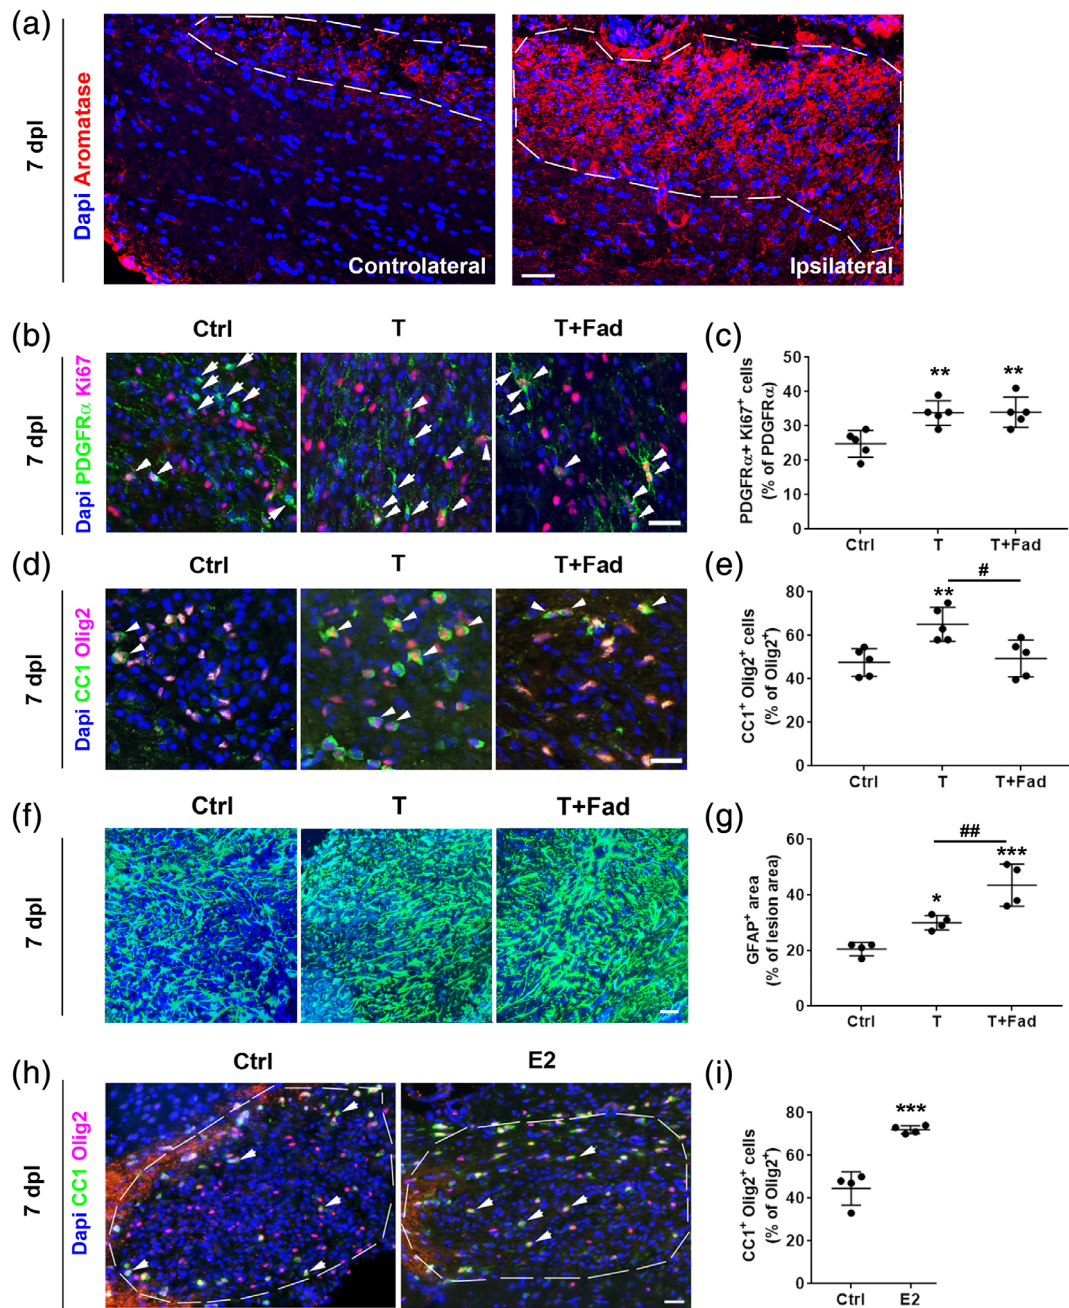 (a)
7 dpl
Dapi Aromatase
Controlateral
Ipsilateral
(b)
Ctrl
T
T+Fad
7 dpl
Dapi PDGFRα Ki67
(c)
PDGFRα+ Ki67+ cells
(% of PDGFRα)
50
40
30
20
10
0
**
**
Ctrl
T
T+Fad
(d)
Ctrl
T
T+Fad
7 dpl
Dapi CC1 Olig2
(e)
CC1+ Olig2+ cells
(% of Olig2+)
80
60
40
20
0
**
#
Ctrl
T
T+Fad
(f)
Ctrl
T
T+Fad
7 dpl
(g)
GFAP+ area
(% of lesion area)
60
40
20
0
*
##
***
Ctrl
T
T+Fad
(h)
Ctrl
E2
7 dpl
Dapi CC1 Olig2
(i)
CC1+ Olig2+ cells
(% of Olig2+)
80
60
40
20
0
***
Ctrl
E2